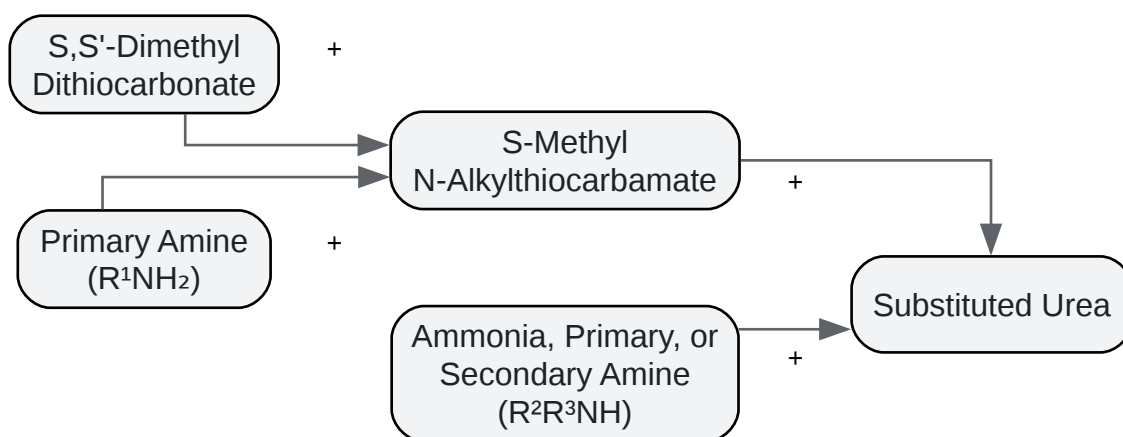 S,S'-Dimethyl
Dithiocarbonate
+
S-Methyl
N-Alkylthiocarbamate
+
Primary Amine
(R¹NH₂)
+
Substituted Urea
Ammonia, Primary, or
Secondary Amine
(R²R³NH)
+